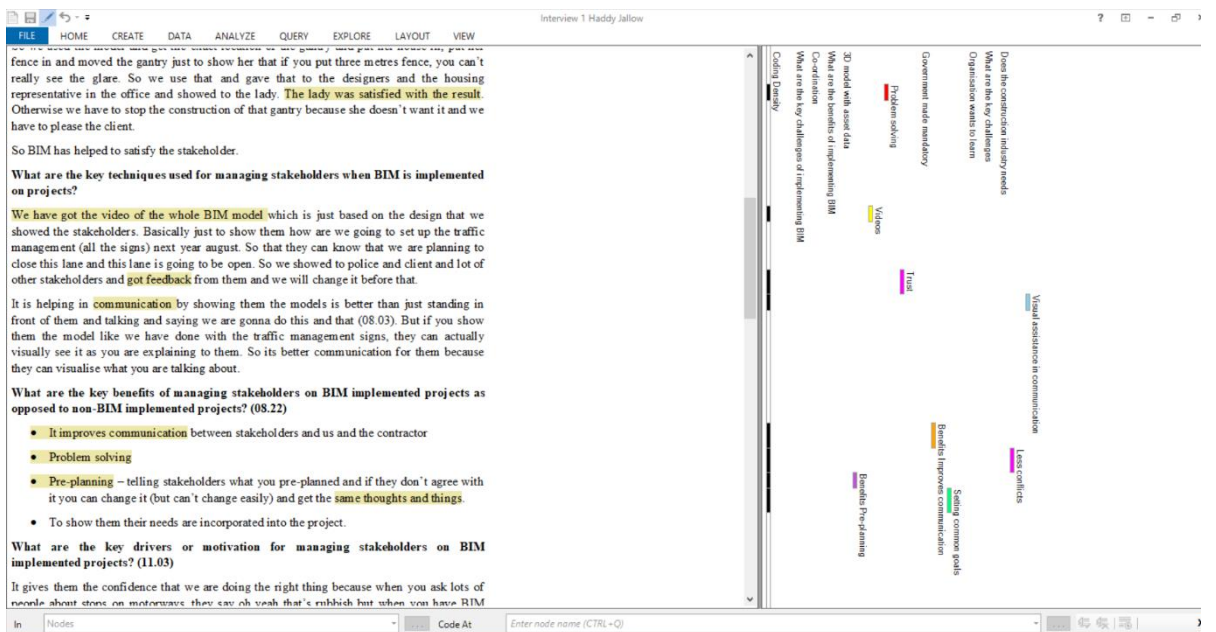 Interview 1 Haddy Jallow
FILE HOME CREATE DATA ANALYZE QUERY EXPLORE LAYOUT VIEW
fence in and moved the gantry just to show her that if you put three metres fence, you can't
really see the glare. So we use that and gave that to the designers and the housing
representative in the office and showed to the lady. The lady was satisfied with the result.
Otherwise we have to stop the construction of that gantry because she doesn't want it and we
have to please the client.
So BIM has helped to satisfy the stakeholder.
What are the key techniques used for managing stakeholders when BIM is implemented
on projects?
We have got the video of the whole BIM model which is just based on the design that we
showed the stakeholders. Basically just to show them how are we going to set up the traffic
management (all the signs) next year august. So that they can know that we are planning to
close this lane and this lane is going to be open. So we showed to police and client and lot of
other stakeholders and got feedback from them and we will change it before that.
It is helping in communication by showing them the models is better than just standing in
front of them and talking and saying we are gonna do this and that (08.03). But if you show
them the model like we have done with the traffic management signs, they can actually
visually see it as you are explaining to them. So its better communication for them because
they can visualise what you are talking about.
What are the key benefits of managing stakeholders on BIM implemented projects as
opposed to non-BIM implemented projects? (08.22)
• It improves communication between stakeholders and us and the contractor
• Problem solving
• Pre-planning – telling stakeholders what you pre-planned and if they don't agree with
it you can change it (but can't change easily) and get the same thoughts and things.
• To show them their needs are incorporated into the project.
What are the key drivers or motivation for managing stakeholders on BIM
implemented projects? (11.03)
It gives them the confidence that we are doing the right thing because when you ask lots of
people about stops on motorways, they say oh yeah that's rubbish but when you have BIM
Coding Density
What are the key challenges of implementing BIM
Co-ordination
What are the benefits of implementing BIM
3D model with asset data
Benefits Pre-planning
Videos
Problem solving
Trust
Government made mandatory
Benefits Improves communication
Setting common goals
Organisation wants to learn
What are the key challenges
Does the construction industry needs
Less conflicts
Visual assistance in communication
In Nodes Code At Enter node name (CTRL+Q)